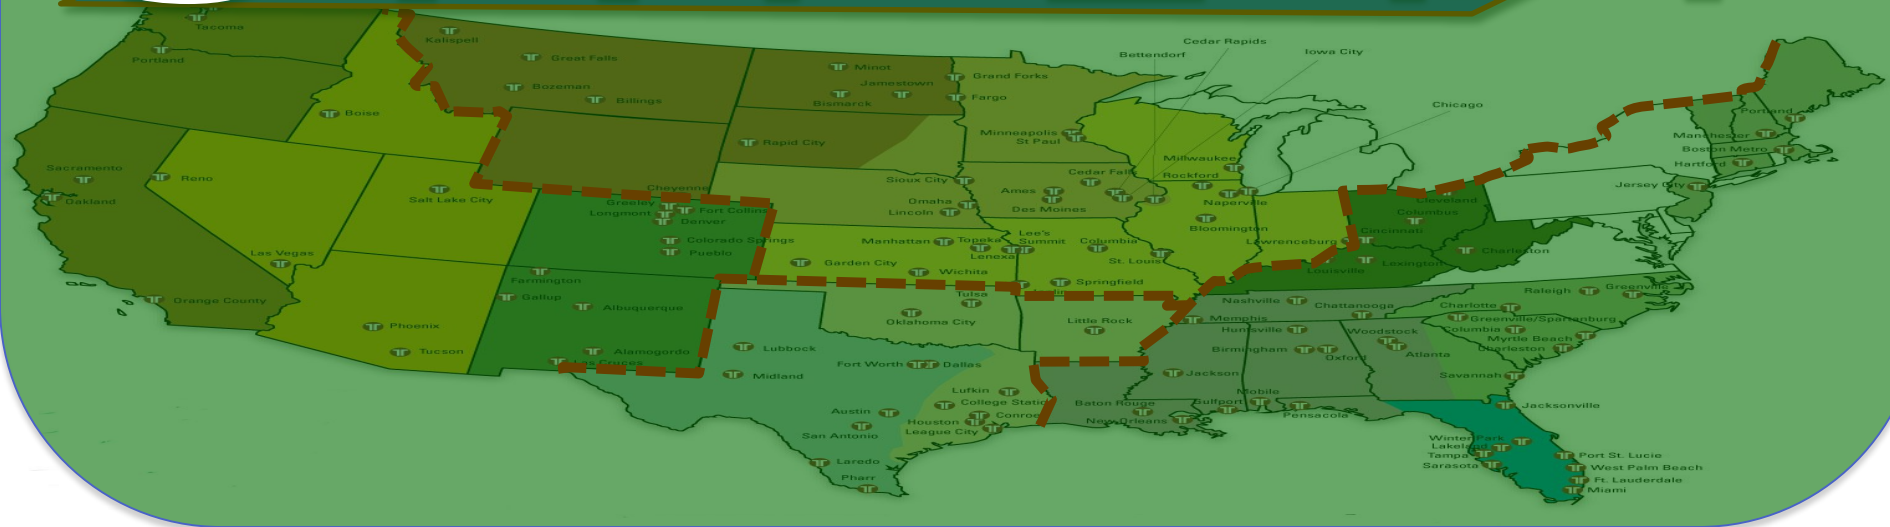 Tacoma
Portland
Kalispell
Great Falls
Bozeman
Billings
Boise
Minot
Jamestown
Bismarck
Grand Forks
Fargo
Rapid City
Bettendorf
Cedar Rapids
Iowa City
Chicago
Minneapolis
St Paul
Millwaukee
Rockford
Naperville
Bloomington
Lawrenceburg
Portland
Manchester
Boston Metro
Hartford
Jersey City
Sacramento
Oakland
Reno
Salt Lake City
Las Vegas
Orange County
Phoenix
Tucson
Cheyenne
Greeley
Fort Collins
Longmont
Denver
Colorado Springs
Pueblo
Farmington
Gallup
Albuquerque
Alamogordo
Las Cruces
Sioux City
Omaha
Lincoln
Cedar Fall
Ames
Des Moines
Manhattan
Topeka
Lenexa
Lee's
Summit
Columbia
St. Louis
Garden City
Wichita
Springfield
Tulsa
Oklahoma City
Little Rock
Cleveland
Columbus
Cincinnati
Charleston
Louisville
Lexington
Nashville
Chattanooga
Memphis
Huntsville
Birmingham
Oxford
Woodstock
Atlanta
Raleigh
Greenville
Charlotte
Greenville/Spartanburg
Columbia
Myrtle Beach
Charleston
Savannah
Lubbock
Midland
Fort Worth
Dallas
Lufkin
College Static
Conroe
Houston
League City
Austin
San Antonio
Laredo
Pharr
Jackson
Baton Rouge
New Orleans
Gulfport
Mobile
Pensacola
Jacksonville
Winter Park
Lakeland
Tampa
Sarasota
Port St. Lucie
West Palm Beach
Ft. Lauderdale
Miami